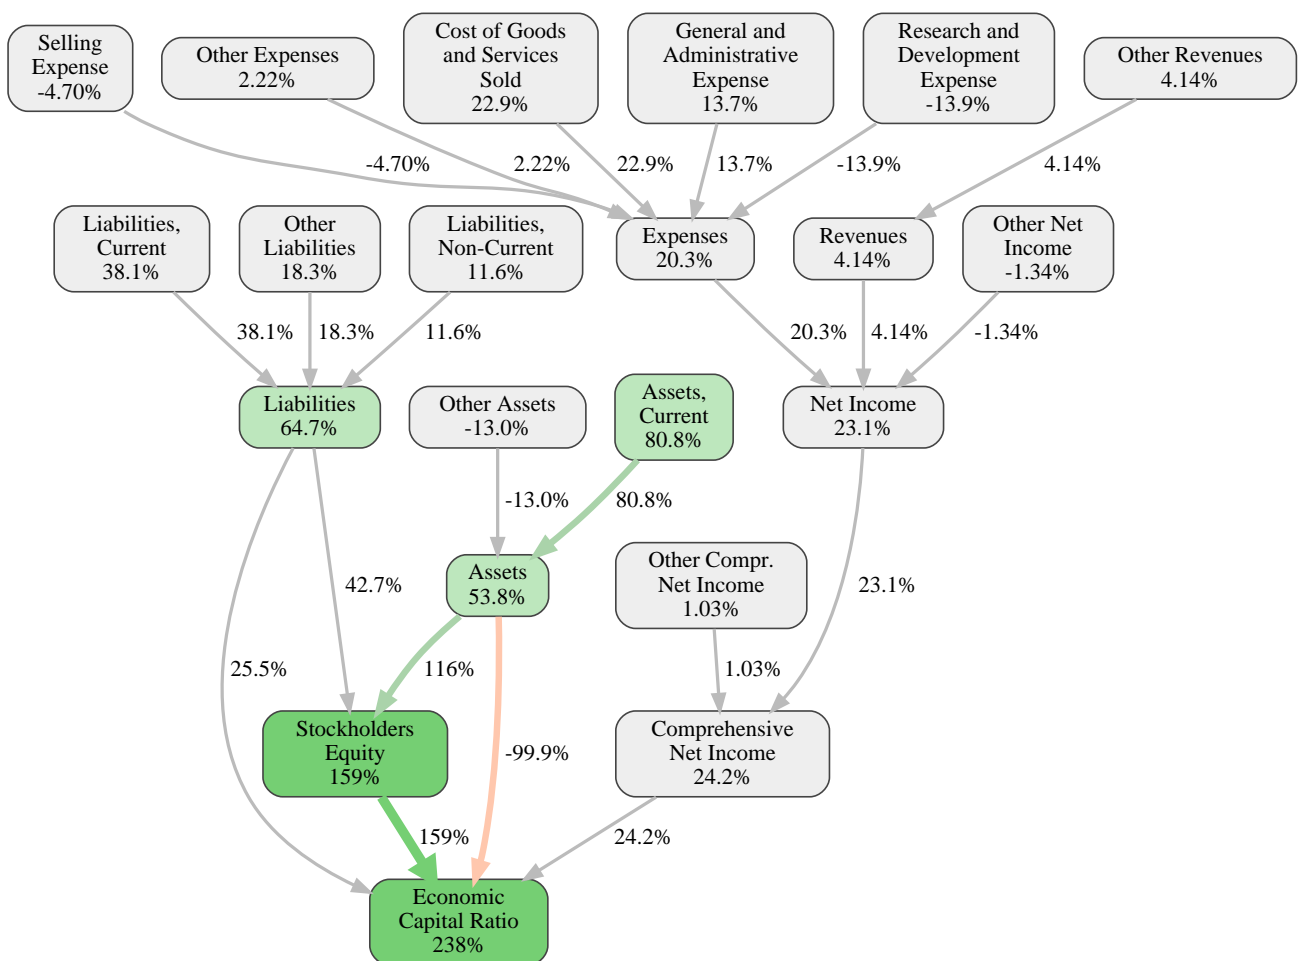 Selling
Expense
-4.70%
Other Expenses
2.22%
Cost of Goods
and Services
Sold
22.9%
General and
Administrative
Expense
13.7%
Research and
Development
Expense
-13.9%
Other Revenues
4.14%
-4.70%
2.22%
22.9%
13.7%
-13.9%
4.14%
Liabilities,
Current
38.1%
Other
Liabilities
18.3%
Liabilities,
Non-Current
11.6%
Expenses
20.3%
Revenues
4.14%
Other Net
Income
-1.34%
38.1%
18.3%
11.6%
20.3%
4.14%
-1.34%
Liabilities
64.7%
Other Assets
-13.0%
Assets,
Current
80.8%
Net Income
23.1%
-13.0%
80.8%
Assets
53.8%
Other Compr.
Net Income
1.03%
42.7%
23.1%
25.5%
116%
1.03%
Stockholders
Equity
159%
-99.9%
Comprehensive
Net Income
24.2%
159%
24.2%
Economic
Capital Ratio
238%